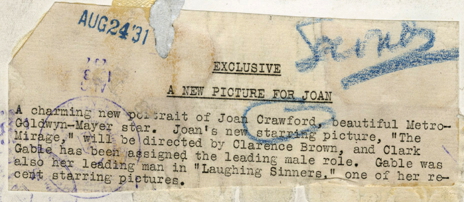 AUG 24 '31
EXCLUSIVE
A NEW PICTURE FOR JOAN
A charming new portrait of Joan Crawford, beautiful Metro-
Goldwyn-Mayer star. Joan's new starring picture, "The
Mirage," will be directed by Clarence Brown, and Clark
Gable has been assigned the leading male role. Gable was
also her leading man in "Laughing Sinners," one of her re-
cent starring pictures.